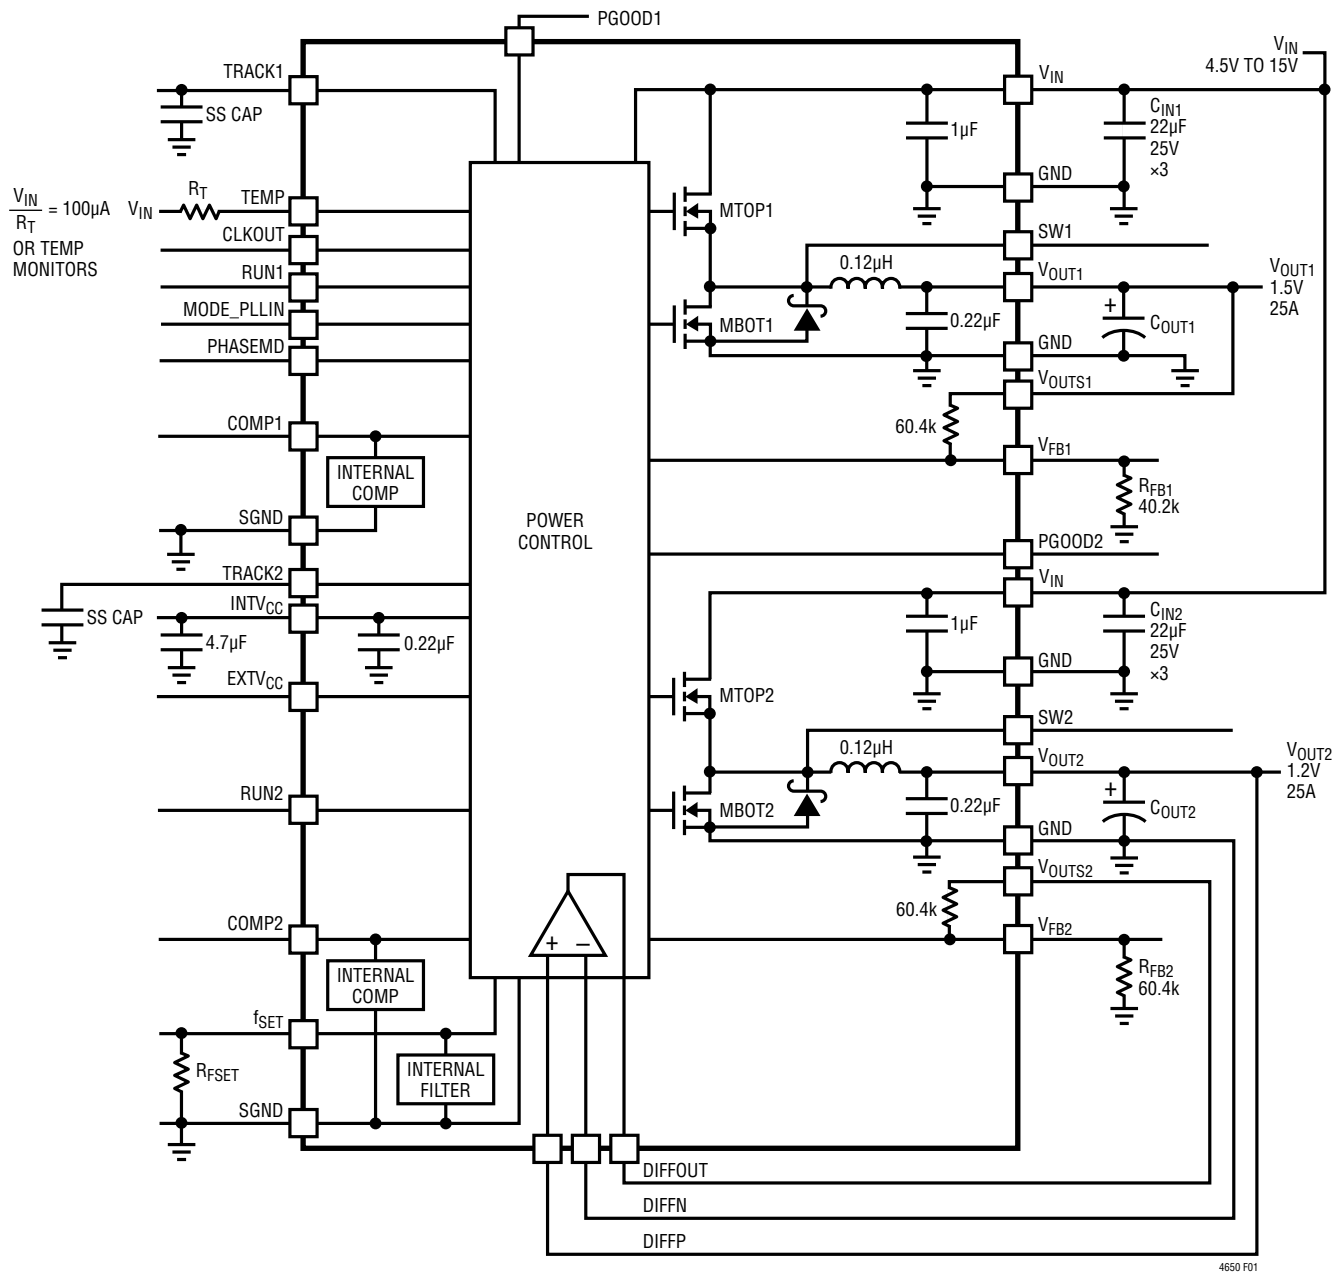 PGOOD1
TRACK1
SS CAP
VIN
4.5V TO 15V
VIN
CIN1
22µF
25V
×3
1µF
GND
VIN
RT
= 100µA
OR TEMP
MONITORS
VIN
RT
TEMP
CLKOUT
RUN1
MODE_PLLIN
PHASEMD
MTOP1
SW1
0.12µH
VOUT1
VOUT1
1.5V
25A
MBOT1
0.22µF
+
COUT1
GND
VOUTS1
60.4k
VFB1
RFB1
40.2k
COMP1
INTERNAL
COMP
SGND
POWER
CONTROL
PGOOD2
TRACK2
SS CAP
INTVCC
4.7µF
0.22µF
EXTVCC
VIN
1µF
CIN2
22µF
25V
×3
GND
MTOP2
SW2
0.12µH
VOUT2
VOUT2
1.2V
25A
RUN2
MBOT2
0.22µF
+
COUT2
GND
VOUTS2
60.4k
VFB2
RFB2
60.4k
+ –
COMP2
INTERNAL
COMP
fSET
RFSET
INTERNAL
FILTER
SGND
DIFFOUT
DIFFN
DIFFP
4650 F01